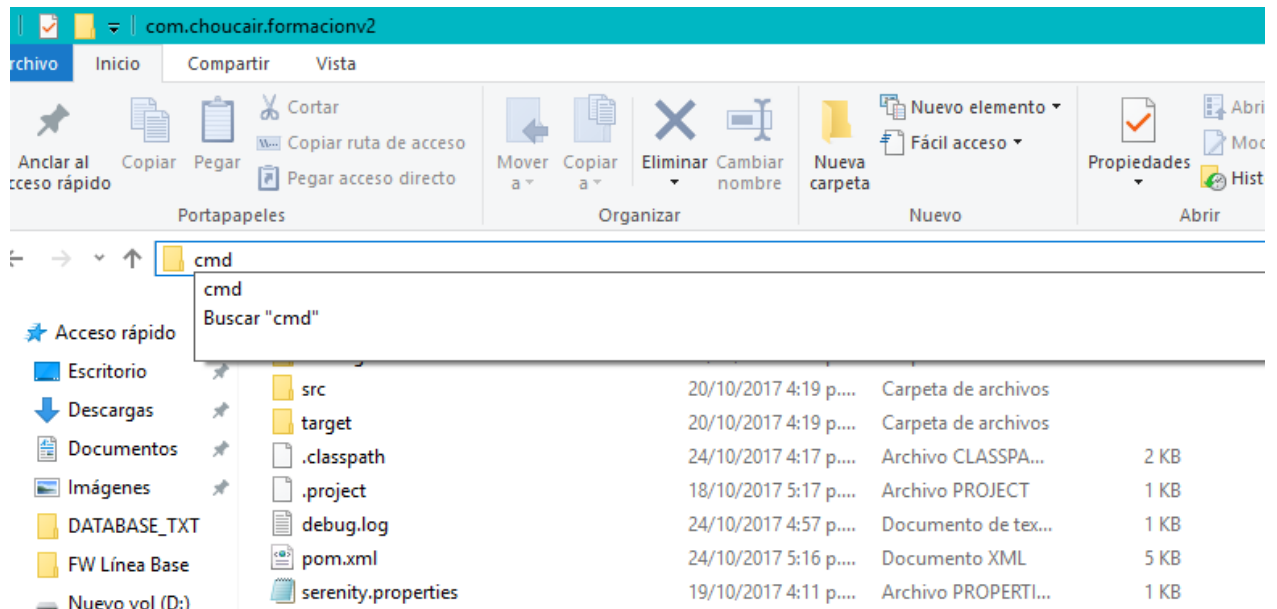 com.choucair.formacionv2
rchivo Inicio Compartir Vista
Anclar al
cceso rápido
Copiar
Pegar
Cortar
Copiar ruta de acceso
Pegar acceso directo
Portapapeles
Mover
a
Copiar
a
Eliminar
Cambiar
nombre
Organizar
Nueva
carpeta
Nuevo elemento
Fácil acceso
Nuevo
Propiedades
Abri
Mod
Hist
Abrir
cmd
cmd
Buscar "cmd"
Acceso rápido
Escritorio
Descargas
Documentos
Imágenes
DATABASE_TXT
FW Línea Base
Nuevo vol (D:)
src 20/10/2017 4:19 p.... Carpeta de archivos
target 20/10/2017 4:19 p.... Carpeta de archivos
.classpath 24/10/2017 4:17 p.... Archivo CLASSPA... 2 KB
.project 18/10/2017 5:17 p.... Archivo PROJECT 1 KB
debug.log 24/10/2017 4:57 p.... Documento de tex... 1 KB
pom.xml 24/10/2017 5:16 p.... Documento XML 5 KB
serenity.properties 19/10/2017 4:11 p.... Archivo PROPERTI... 1 KB